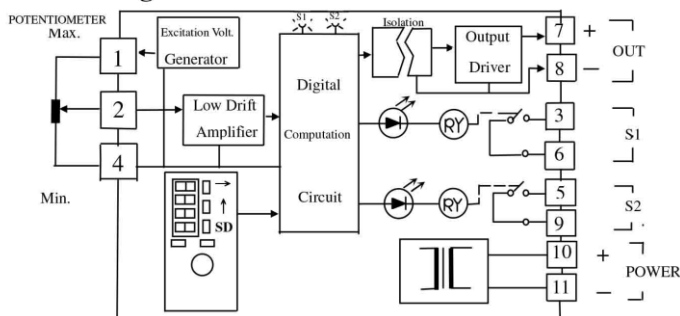 POTENTIOMETER
Max.
1
2
4
Min.
Excitation Volt.
Generator
Low Drift
Amplifier
SD
S1
S2
Digital
Computation
Circuit
Isolation
Output
Driver
RY
RY
7
+
OUT
8
−
3
S1
6
5
S2
9
10
+
POWER
11
−